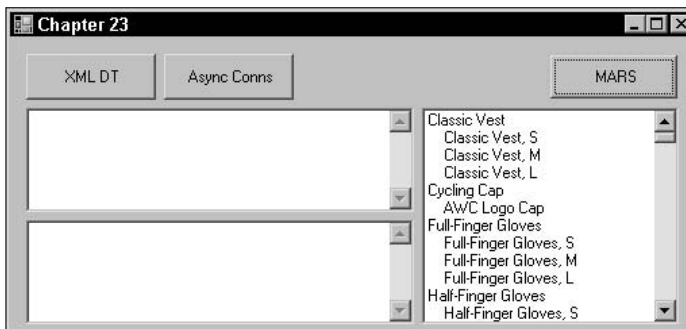 Chapter 23
XML DT
Async Conns
MARS
Classic Vest
Classic Vest, S
Classic Vest, M
Classic Vest, L
Cycling Cap
AWC Logo Cap
Full-Finger Gloves
Full-Finger Gloves, S
Full-Finger Gloves, M
Full-Finger Gloves, L
Half-Finger Gloves
Half-Finger Gloves, S